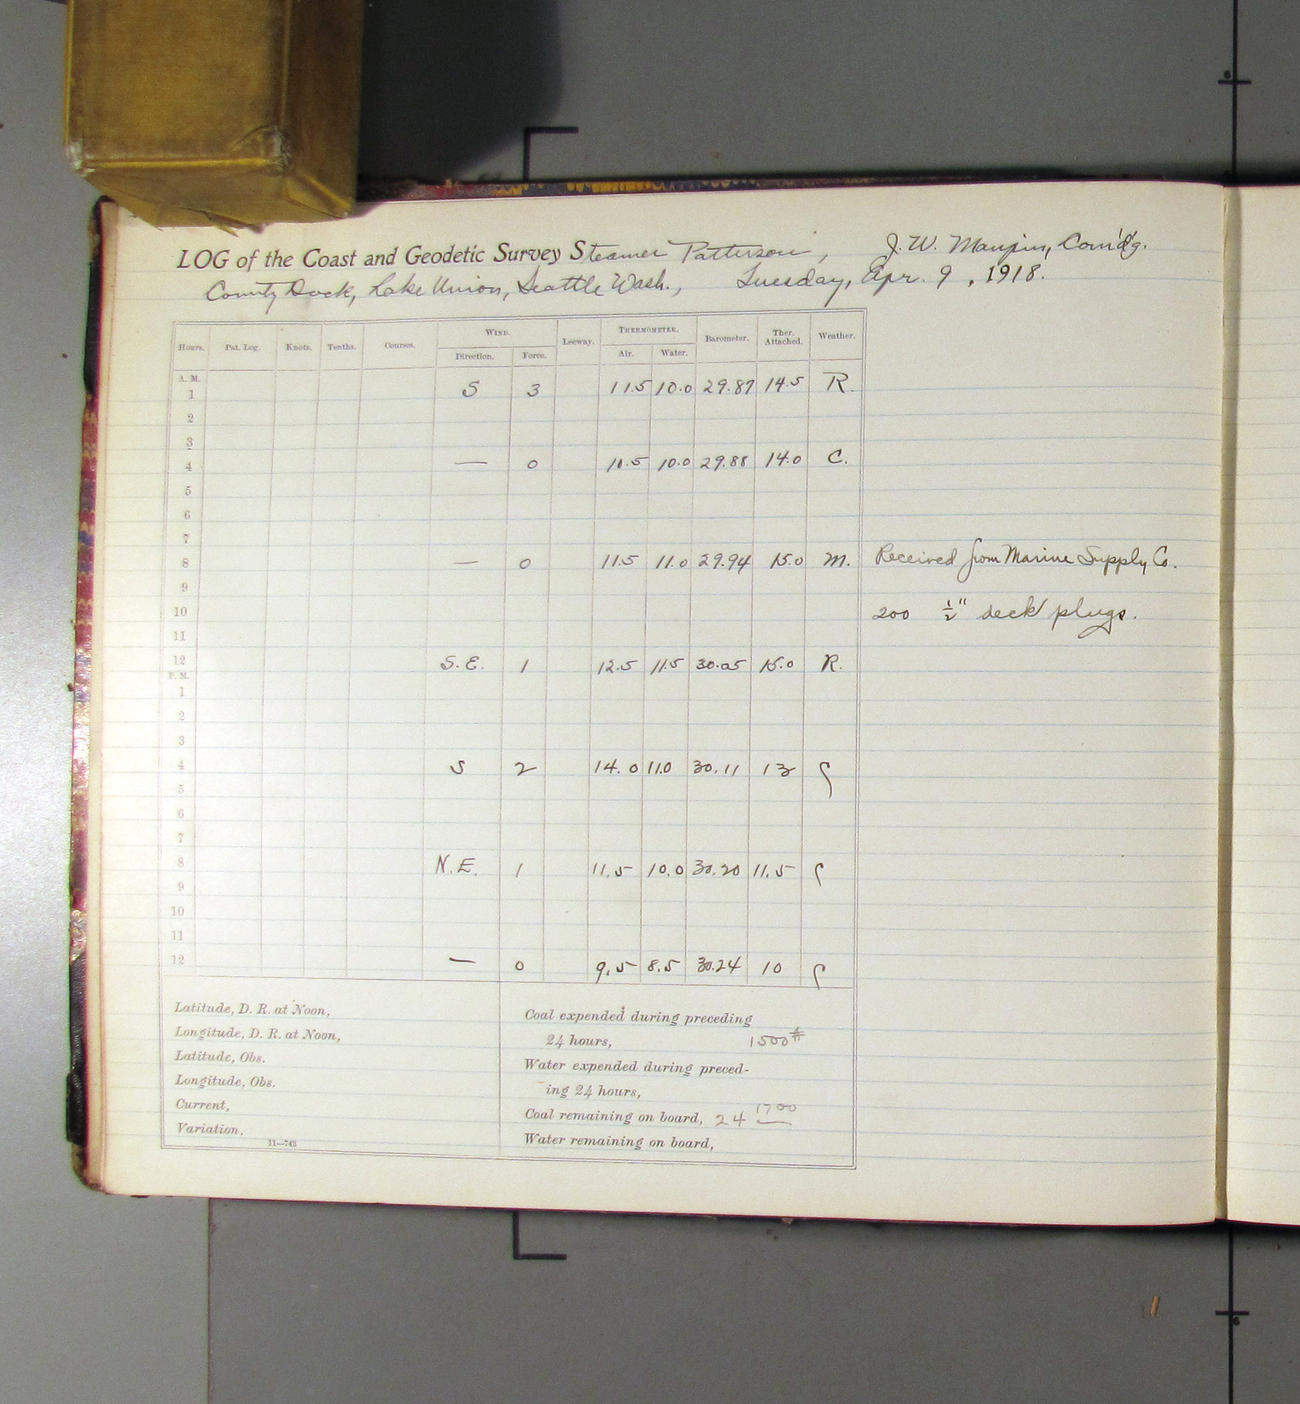 LOG of the Coast and Geodetic Survey Steamer Patterson, J. W. Maupin, Com'd'g.
County Dock, Lake Union, Seattle Wash., Tuesday, Apr. 9, 1918.
Hours. Pat. Log. Knots. Tenths. Courses. WIND. Direction. Force. Leeway. THERMOMETER. Air. Water. Barometer. Ther. Attached. Weather.
A. M.
1 S 3 11.5 10.0 29.87 14.5 R.
2
3
4 — 0 11.5 10.0 29.88 14.0 C.
5
6
7
8 — 0 11.5 11.0 29.94 15.0 M. Received from Marine Supply Co.
9
10 200 ½" deck plugs.
11
12 S.E. 1 12.5 11.5 30.05 15.0 R.
P. M.
1
2
3
4 S 2 14.0 11.0 30.11 13
5
6
7
8 N.E. 1 11.5 10.0 30.20 11.5
9
10
11
12 — 0 9.5 8.5 30.24 10
Latitude, D. R. at Noon,
Longitude, D. R. at Noon,
Latitude, Obs.
Longitude, Obs.
Current,
Variation,
11—743
Coal expended during preceding
24 hours, 1500#
Water expended during preced-
ing 24 hours,
Coal remaining on board, 24 1700
Water remaining on board,
6
6